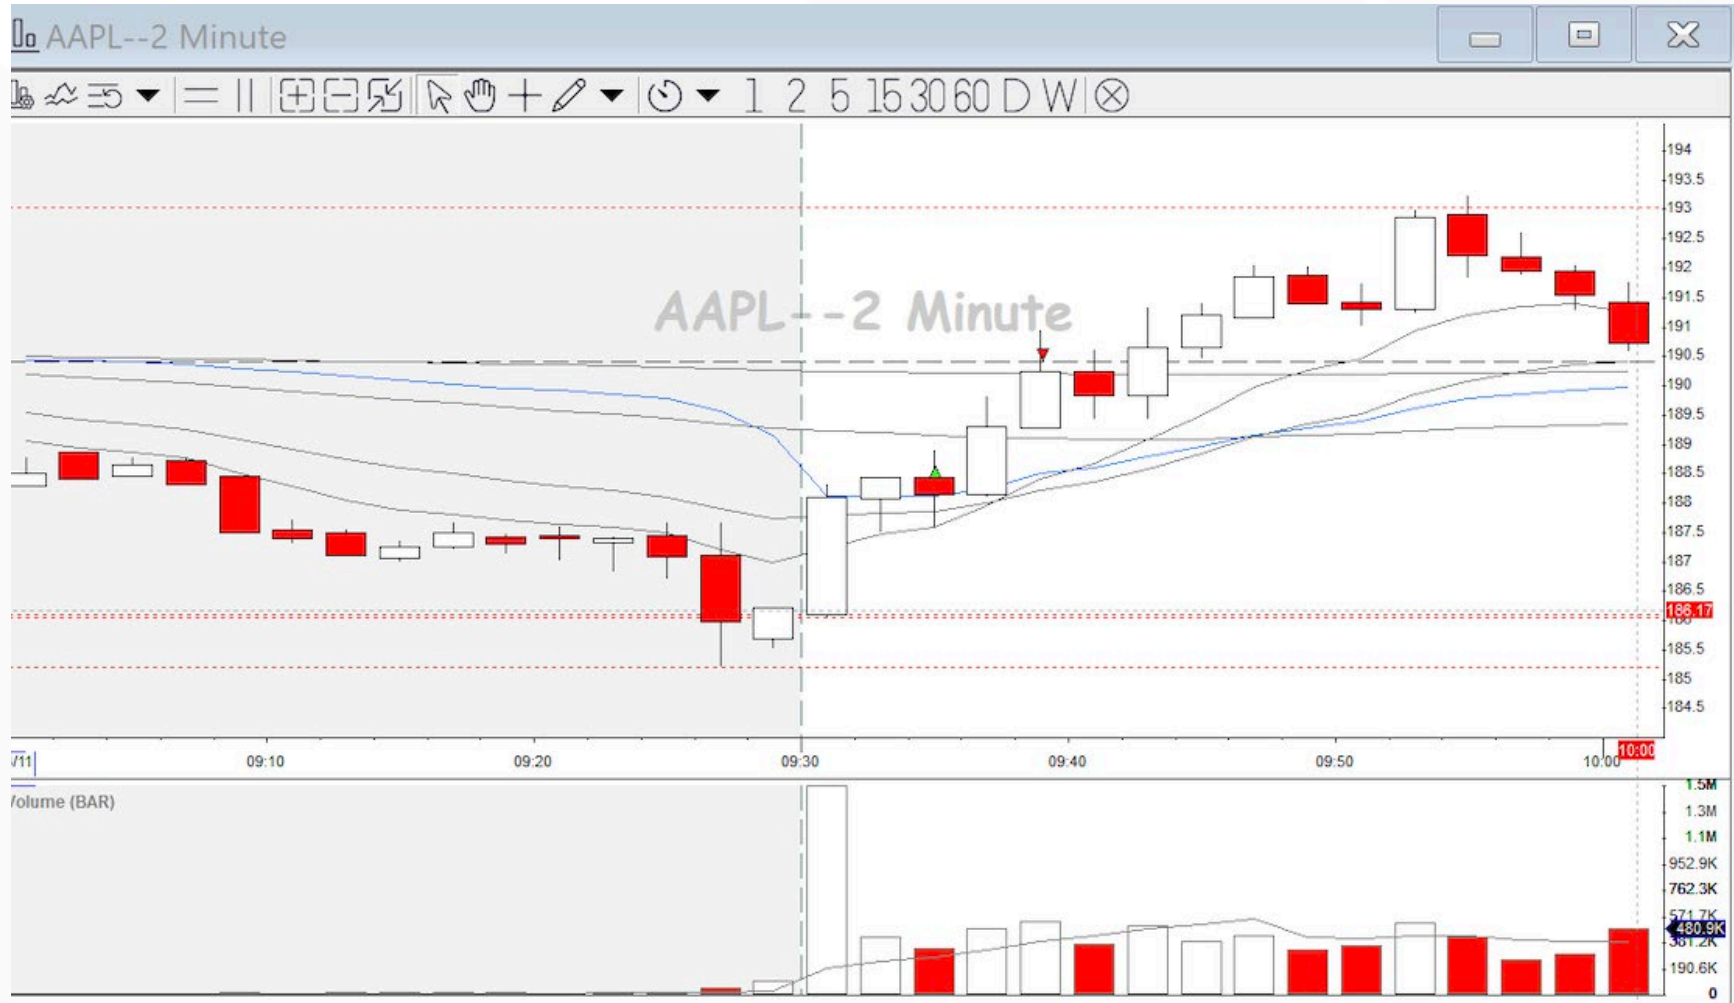 AAPL--2 Minute
1 2 5 15 30 60 D W
AAPL--2 Minute
194
193.5
193
192.5
192
191.5
191
190.5
190
189.5
189
188.5
188
187.5
187
186.5
186.17
186
185.5
185
184.5
/11 09:10 09:20 09:30 09:40 09:50 10:00 10:00
Volume (BAR)
1.5M
1.3M
1.1M
952.9K
762.3K
571.7K
480.9K
381.2K
190.6K
0